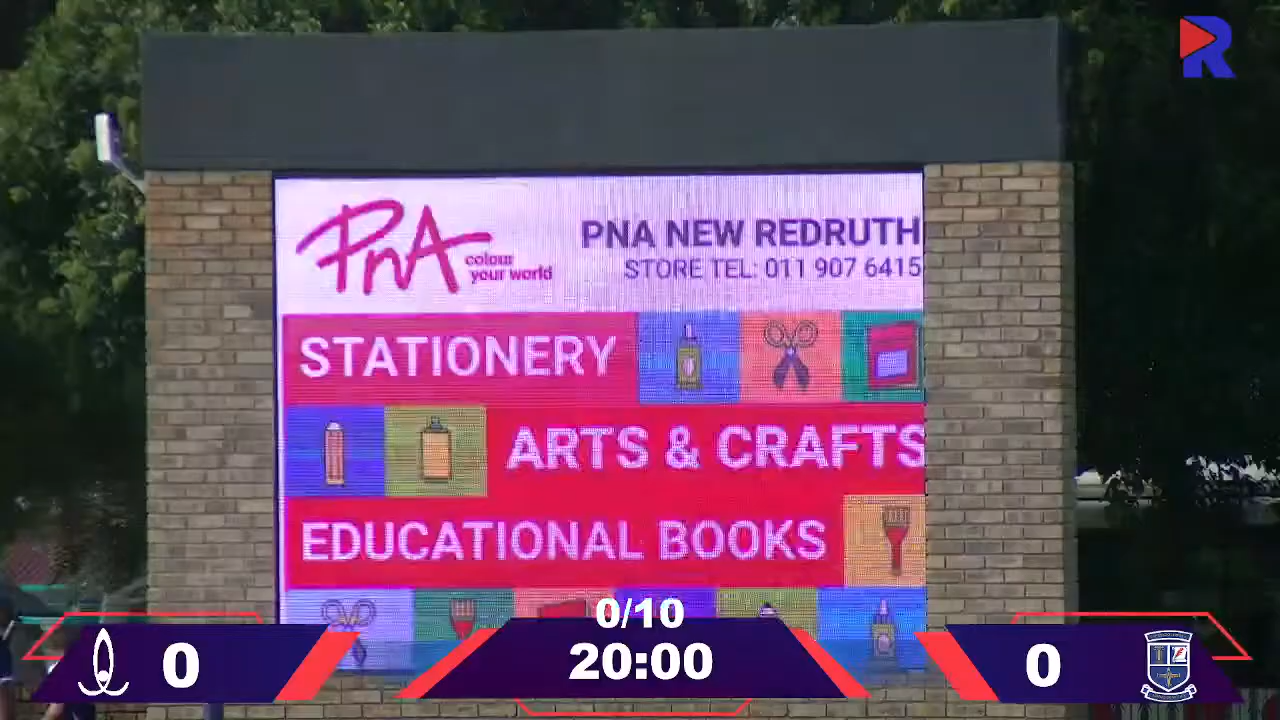 R
PnA
colour
your world
PNA NEW REDRUTH
STORE TEL: 011 907 6415
STATIONERY
ARTS & CRAFTS
EDUCATIONAL BOOKS
0/10
0
20:00
0